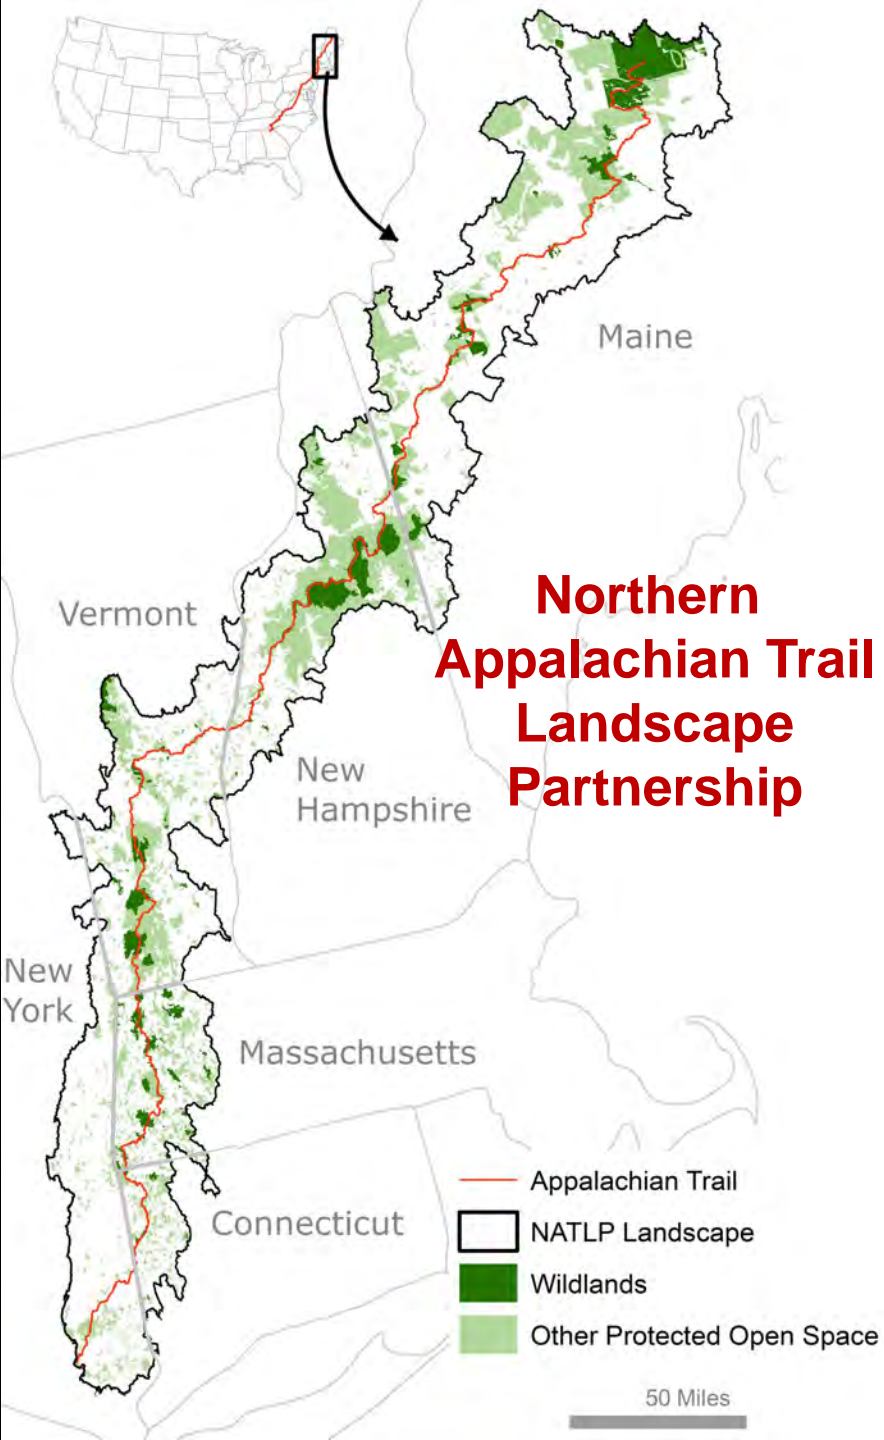 Maine
Vermont
Northern
Appalachian Trail
Landscape
Partnership
New
Hampshire
New
York
Massachusetts
Connecticut
Appalachian Trail
NATLP Landscape
Wildlands
Other Protected Open Space
50 Miles